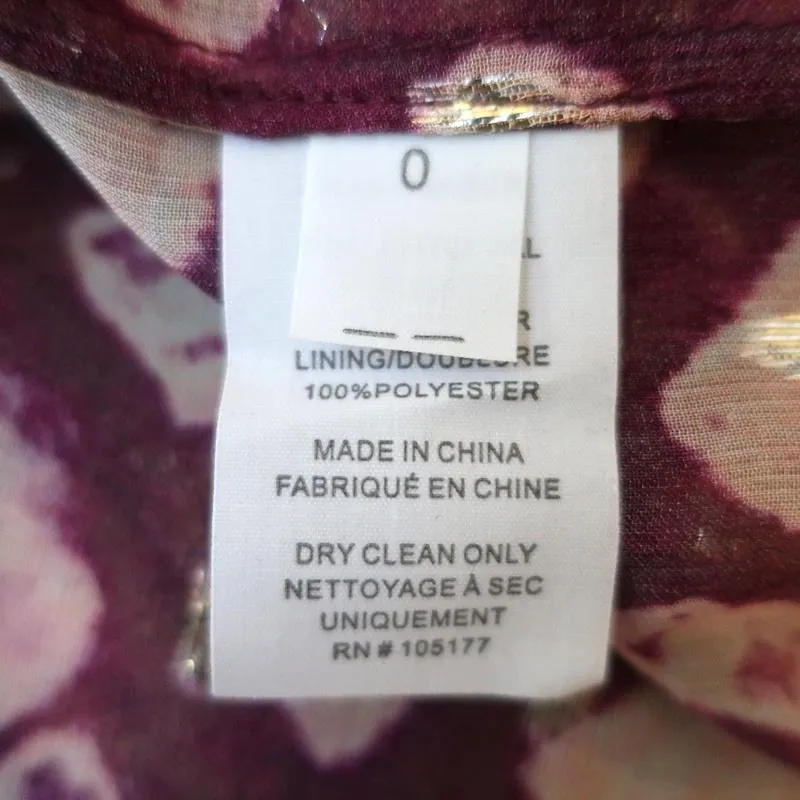 0
LINING/DOUBLURE
100%POLYESTER
MADE IN CHINA
FABRIQUÉ EN CHINE
DRY CLEAN ONLY
NETTOYAGE À SEC
UNIQUEMENT
RN # 105177